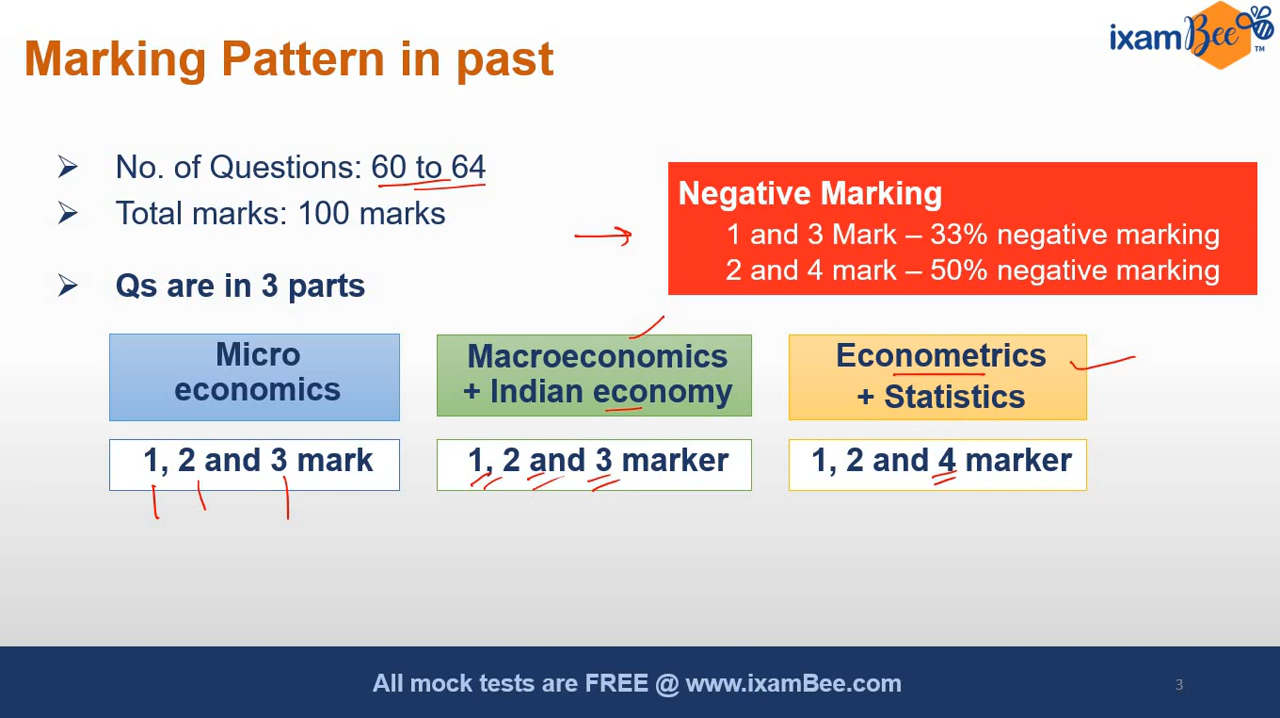 ixamBee
TM
Marking Pattern in past
➢ No. of Questions: 60 to 64
➢ Total marks: 100 marks
➢ Qs are in 3 parts
Negative Marking
1 and 3 Mark – 33% negative marking
2 and 4 mark – 50% negative marking
Micro
economics
1, 2 and 3 mark
Macroeconomics
+ Indian economy
1, 2 and 3 marker
Econometrics
+ Statistics
1, 2 and 4 marker
All mock tests are FREE @ www.ixamBee.com
3